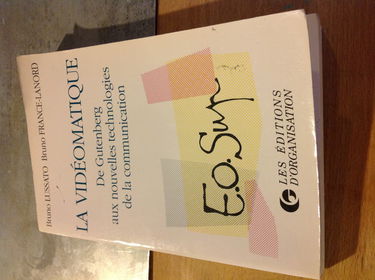 Bruno LUSSATO Bruno FRANCE-LANORD
LA VIDÉOMATIQUE
De Gutenberg
aux nouvelles technologies
de la communication
E.O. Sup
LES ÉDITIONS
D'ORGANISATION